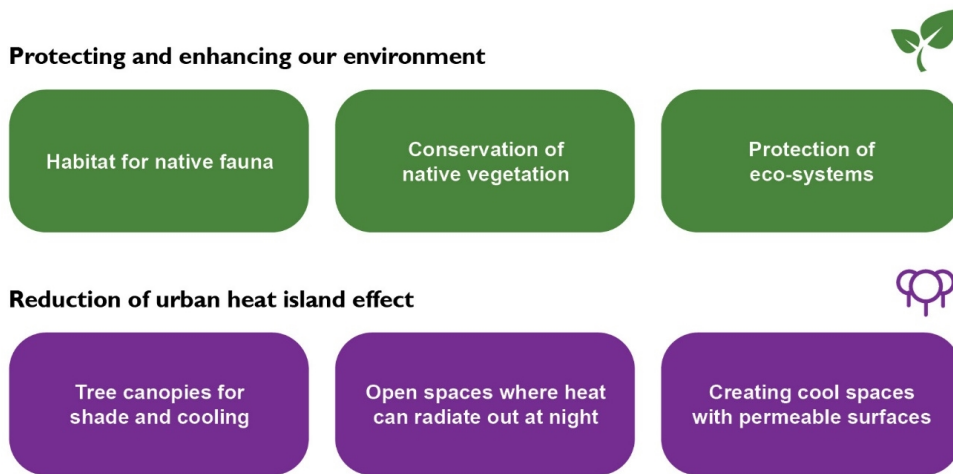 Protecting and enhancing our environment
Habitat for native fauna
Conservation of
native vegetation
Protection of
eco-systems
Reduction of urban heat island effect
Tree canopies for
shade and cooling
Open spaces where heat
can radiate out at night
Creating cool spaces
with permeable surfaces